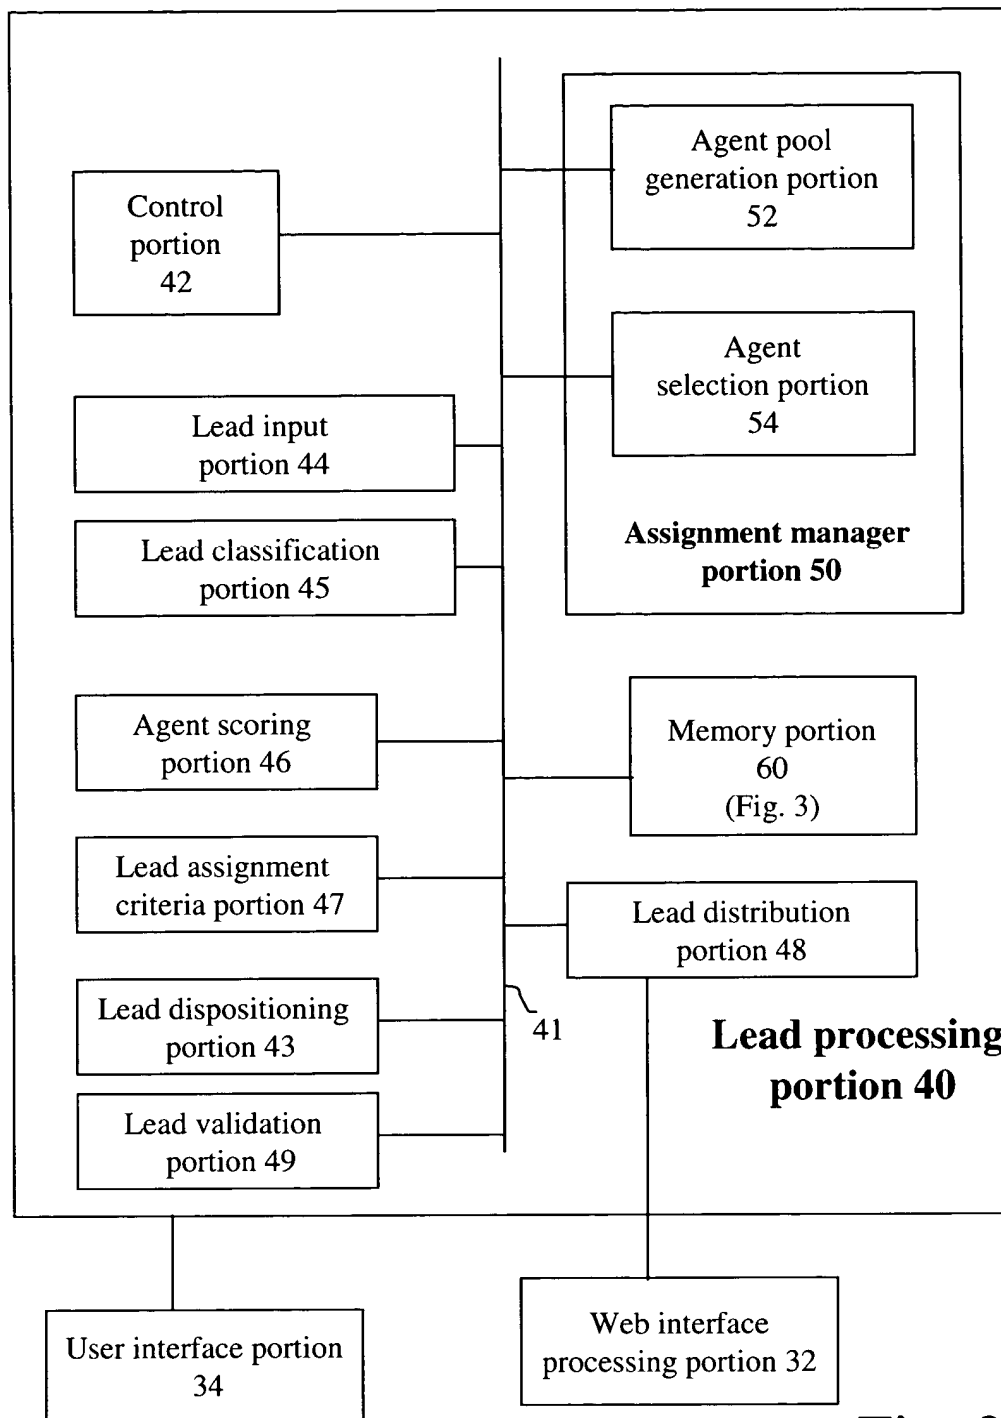 Agent pool
generation portion
52
Control
portion
42
Agent
selection portion
54
Lead input
portion 44
Assignment manager
portion 50
Lead classification
portion 45
Agent scoring
portion 46
Memory portion
60
(Fig. 3)
Lead assignment
criteria portion 47
Lead distribution
portion 48
Lead dispositioning
portion 43
41
Lead processing
portion 40
Lead validation
portion 49
User interface portion
34
Web interface
processing portion 32